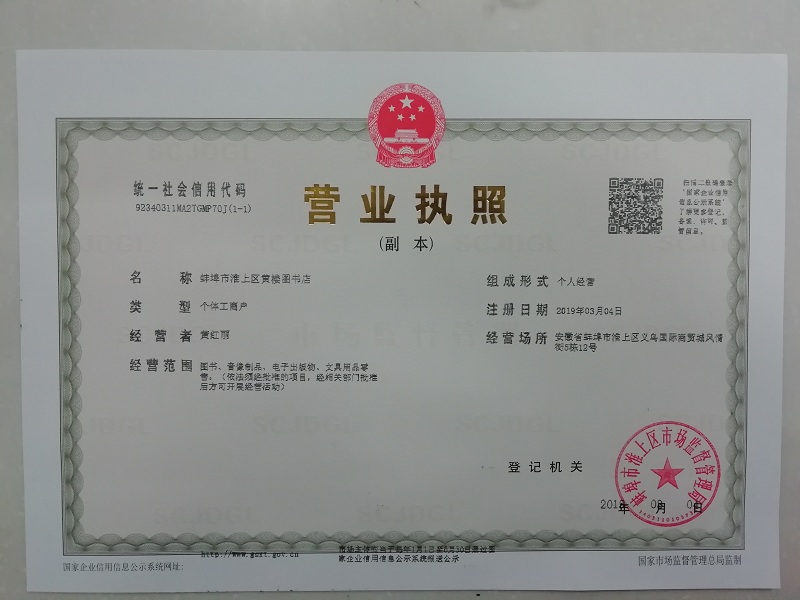 统一社会信用代码
92340311MA2TGMP70J(1-1)
营业执照
(副 本)
扫描二维码登录
“国家企业信用
信息公示系统”
了解更多登记、
备案、许可、监
管信息。
名 称 蚌埠市淮上区黄楼图书店
类 型 个体工商户
经营者 黄红丽
经营范围 图书、音像制品、电子出版物、文具用品零
售。(依法须经批准的项目,经相关部门批准
后方可开展经营活动)
组成形式 个人经营
注册日期 2019年03月04日
经营场所 安徽省蚌埠市淮上区义乌国际商贸城风情
街5栋12号
登记机关
蚌埠市淮上区市场监督管理局
年 月 日
http://www.gsxt.gov.cn
国家企业信用信息公示系统网址:
市场主体应当于每年1月1日至6月30日通过国
家企业信用信息公示系统报送公示
国家市场监督管理总局监制